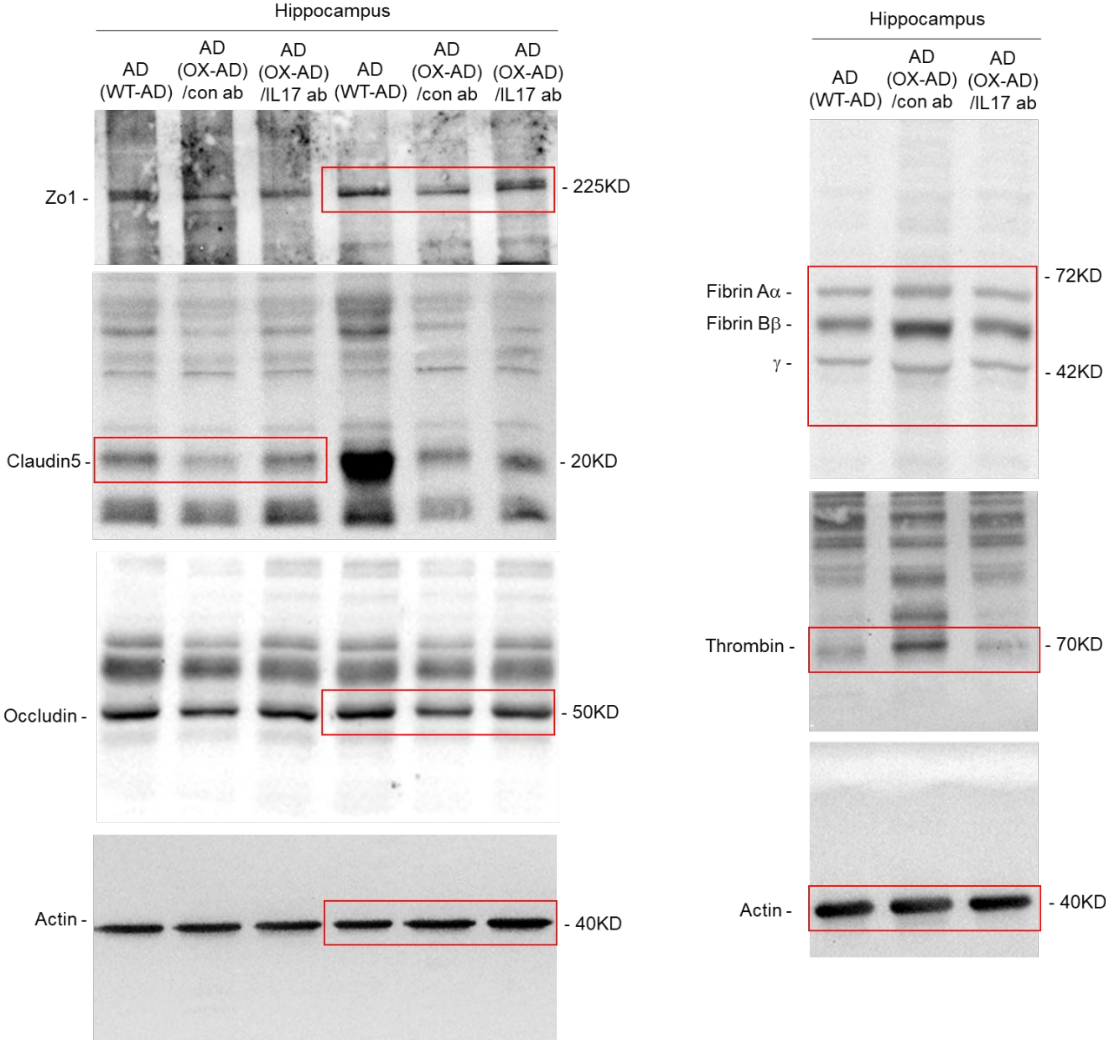 Hippocampus
AD
(WT-AD)
AD
(OX-AD)
/con ab
AD
(OX-AD)
/IL17 ab
AD
(WT-AD)
AD
(OX-AD)
/con ab
AD
(OX-AD)
/IL17 ab
Zo1 -
- 225KD
Claudin5 -
- 20KD
Occludin -
- 50KD
Actin -
- 40KD
Hippocampus
AD
(WT-AD)
AD
(OX-AD)
/con ab
AD
(OX-AD)
/IL17 ab
- 72KD
Fibrin Aα -
Fibrin Bβ -
γ -
- 42KD
Thrombin -
- 70KD
Actin -
- 40KD